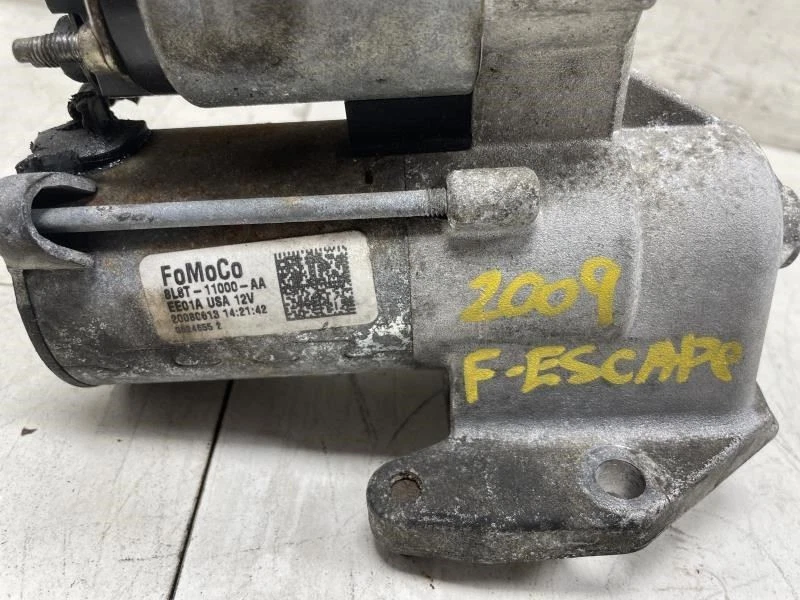 FoMoCo
8L8T-11000-AA
EE01A USA 12V
20080613 14:21:42
2009
F-ESCAPE